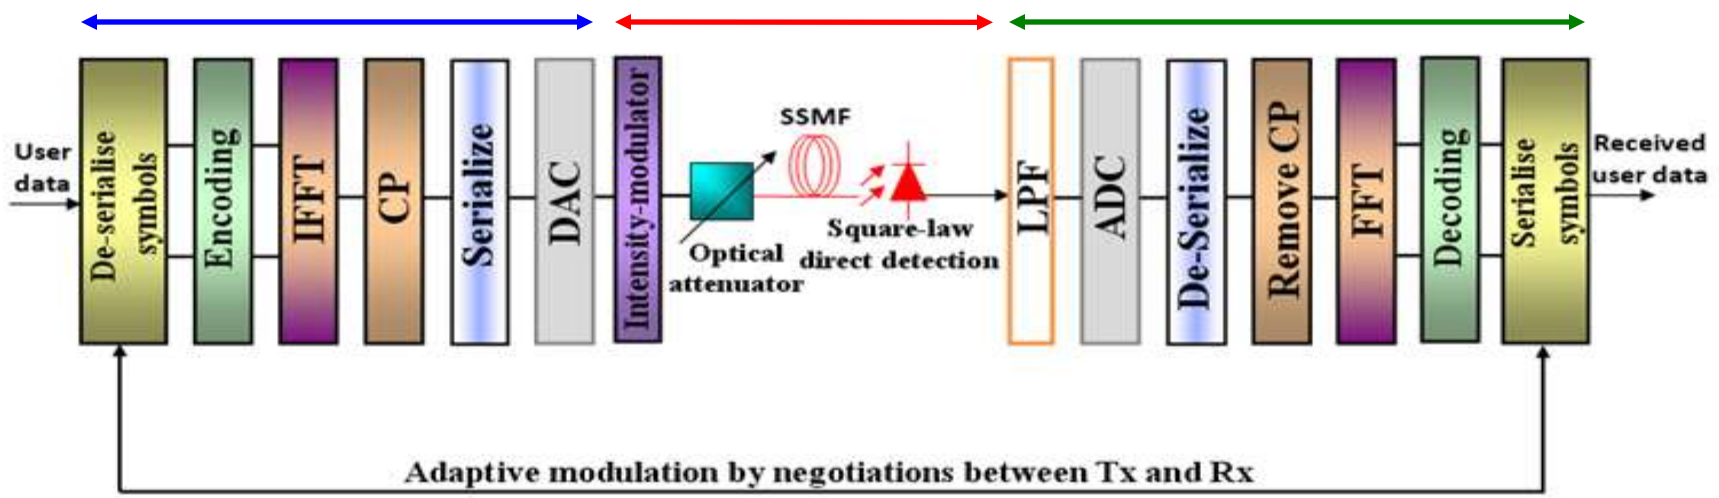 User
data
De-serialise
symbols
Encoding
IFFT
CP
Serialize
DAC
Intensity-modulator
Optical
attenuator
SSMF
Square-law
direct detection
LPF
ADC
De-Serialize
Remove CP
FFT
Decoding
Serialise
symbols
Received
user data
Adaptive modulation by negotiations between Tx and Rx